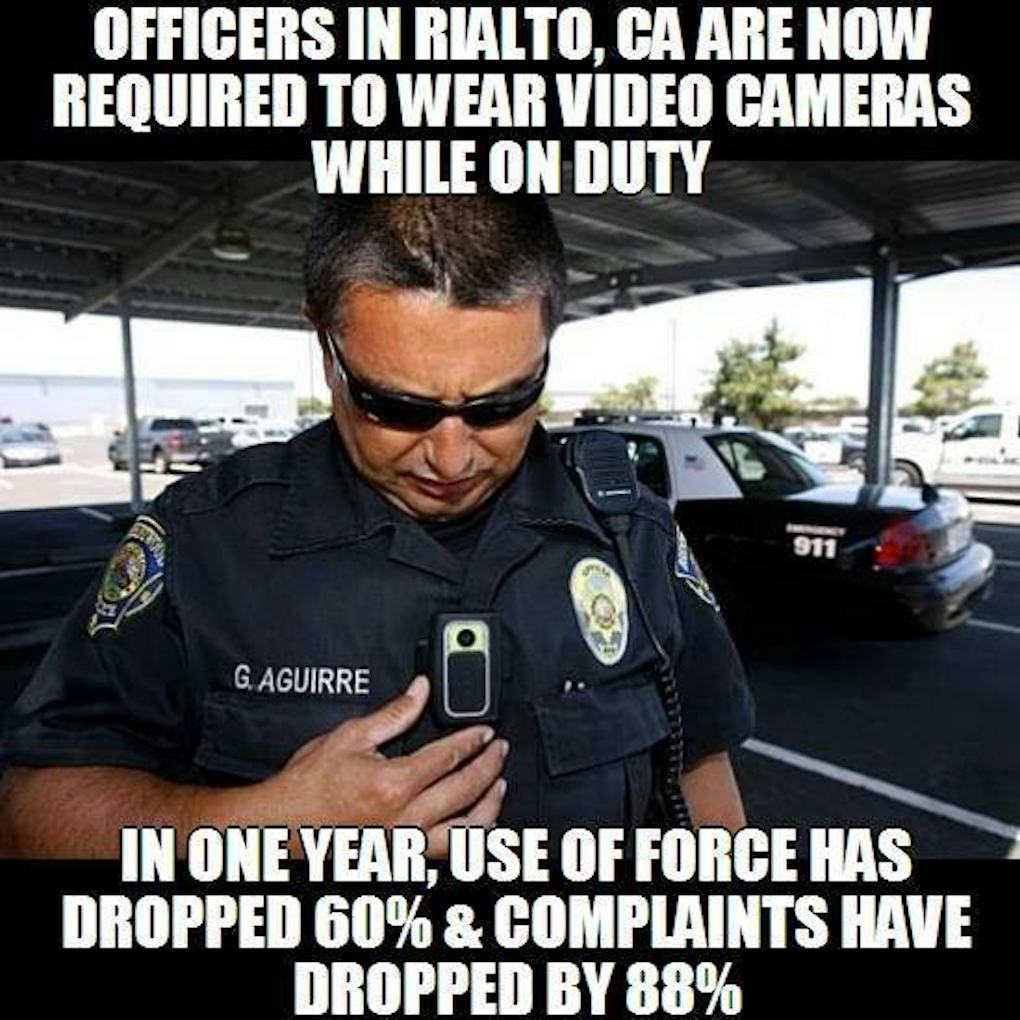 OFFICERS IN RIALTO, CA ARE NOW
REQUIRED TO WEAR VIDEO CAMERAS
WHILE ON DUTY
G. AGUIRRE
EMERGENCY
911
IN ONE YEAR, USE OF FORCE HAS
DROPPED 60% & COMPLAINTS HAVE
DROPPED BY 88%